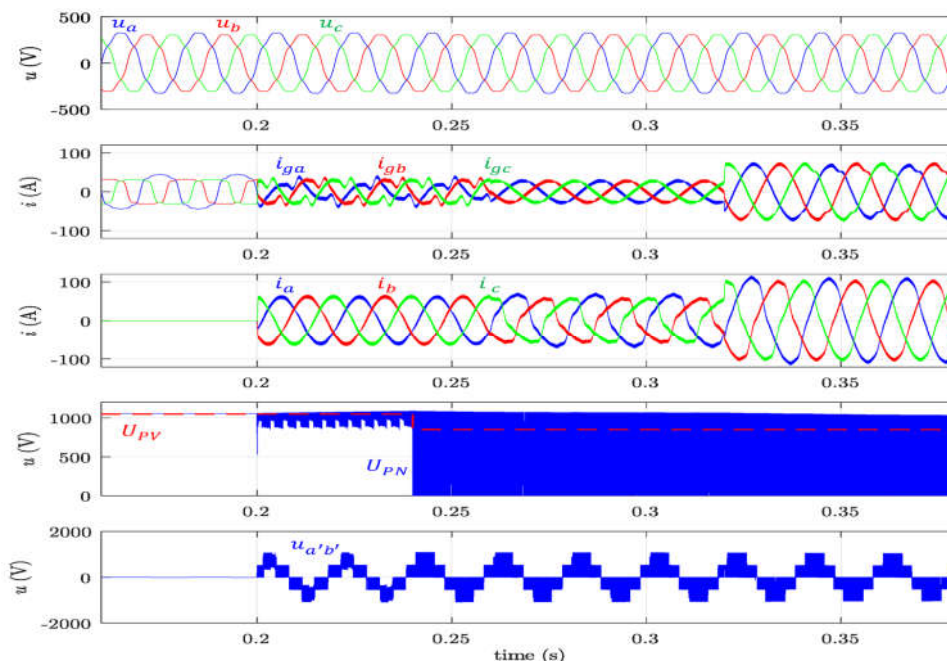 500
u_a u_b u_c
u (V)
0
-500
0.2 0.25 0.3 0.35
100
i_ga i_gb i_gc
i (A)
0
-100
0.2 0.25 0.3 0.35
100
i_a i_b i_c
i (A)
0
-100
0.2 0.25 0.3 0.35
1000
U_PV
u (V)
500
U_PN
0
0.2 0.25 0.3 0.35
2000
u_a'b'
u (V)
0
-2000
0.2 0.25 0.3 0.35
time (s)